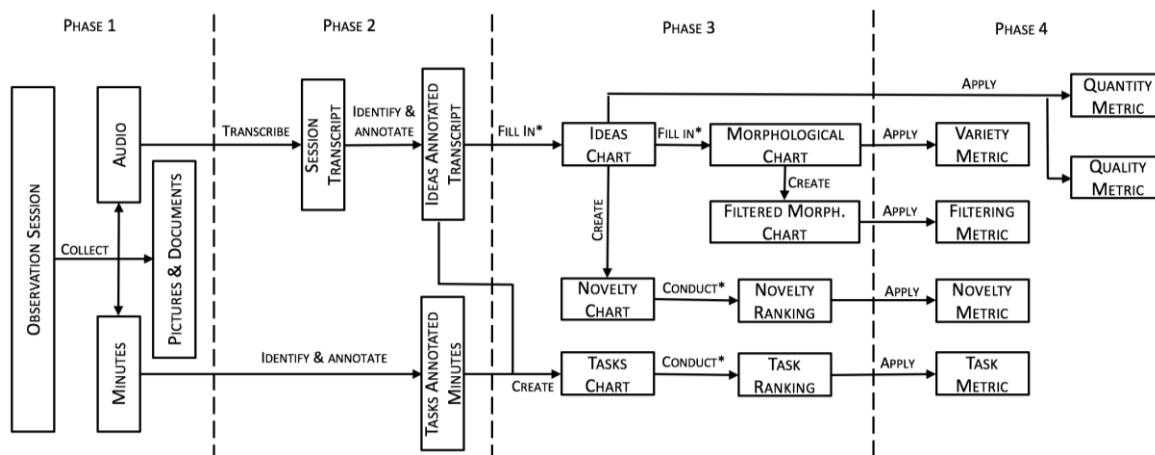 PHASE 1
PHASE 2
PHASE 3
PHASE 4
OBSERVATION SESSION
AUDIO
COLLECT
PICTURES & DOCUMENTS
MINUTES
TRANSCRIBE
SESSION
TRANSCRIPT
IDENTIFY &
ANNOTATE
IDEAS ANNOTATED
TRANSCRIPT
IDENTIFY & ANNOTATE
TASKS ANNOTATED
MINUTES
FILL IN*
IDEAS
CHART
FILL IN*
MORPHOLOGICAL
CHART
CREATE
FILTERED MORPH.
CHART
CREATE
NOVELTY
CHART
CONDUCT*
NOVELTY
RANKING
CREATE
TASKS
CHART
CONDUCT*
TASK
RANKING
APPLY
QUANTITY
METRIC
APPLY
VARIETY
METRIC
QUALITY
METRIC
APPLY
FILTERING
METRIC
APPLY
NOVELTY
METRIC
APPLY
TASK
METRIC